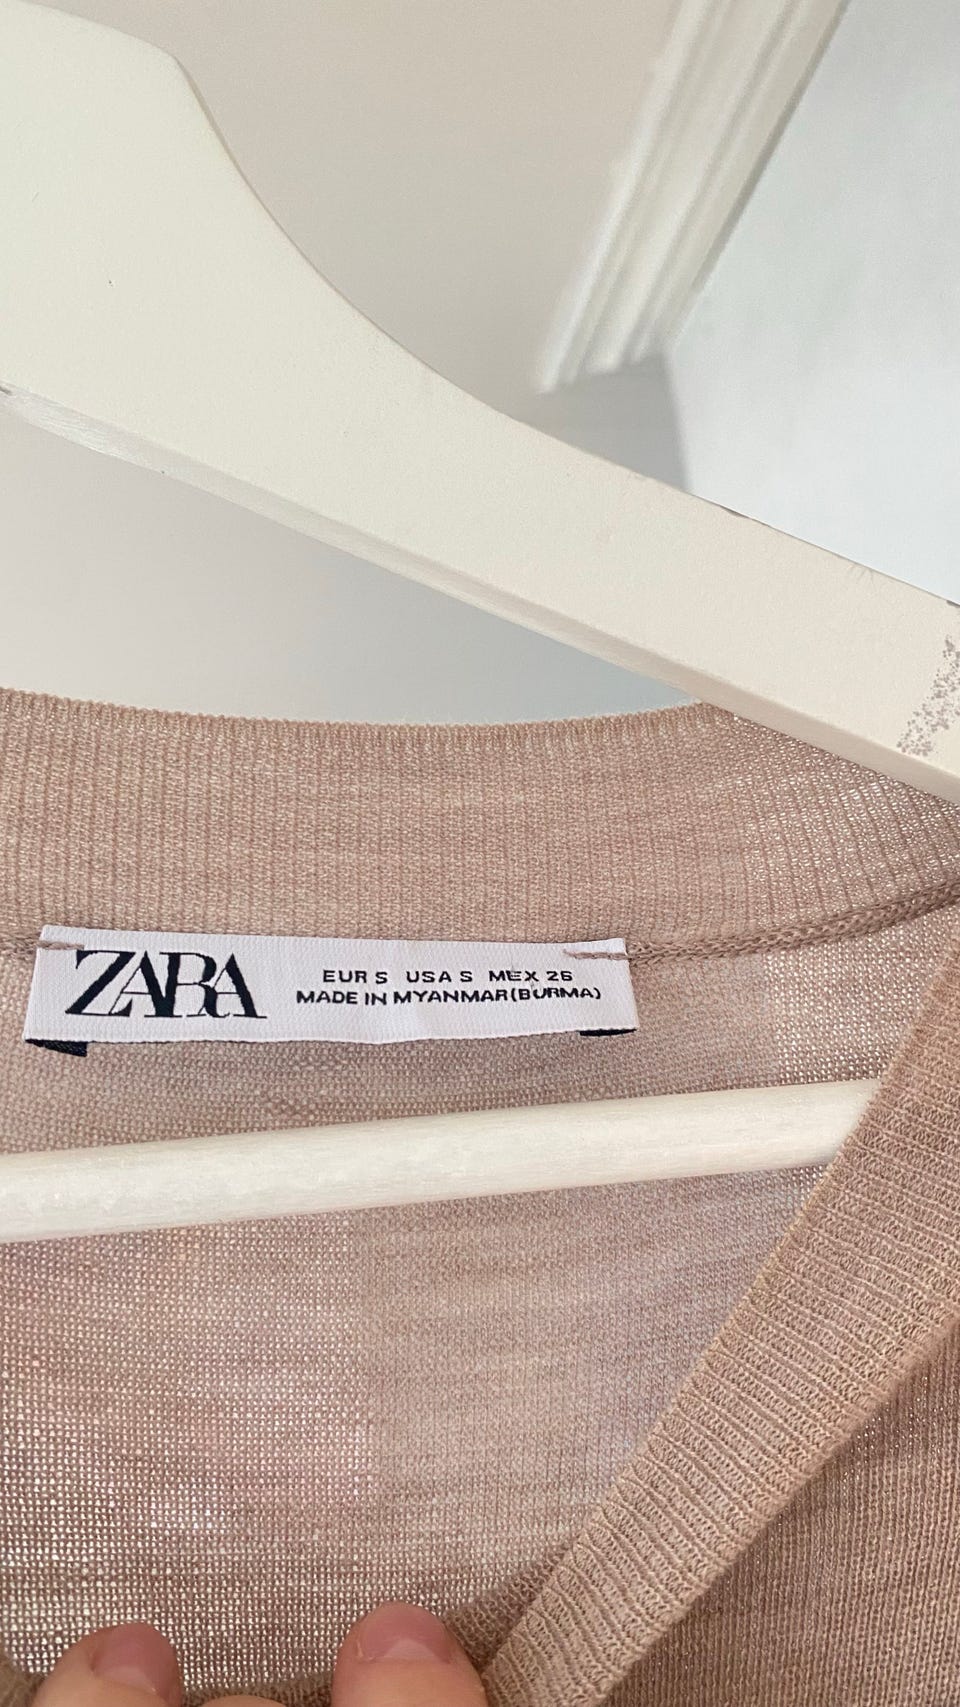 ZARA
EUR S USA S MEX 26
MADE IN MYANMAR (BURMA)